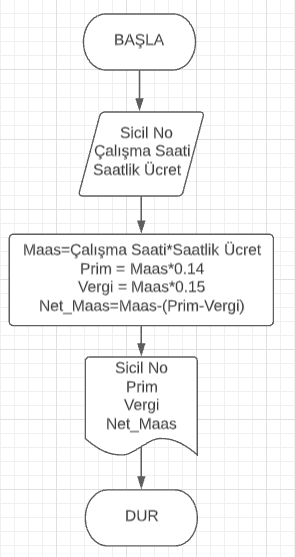 BAŞLA
Sicil No
Çalışma Saati
Saatlik Ücret
Maas=Çalışma Saati*Saatlik Ücret
Prim = Maas*0.14
Vergi = Maas*0.15
Net_Maas=Maas-(Prim-Vergi)
Sicil No
Prim
Vergi
Net_Maas
DUR